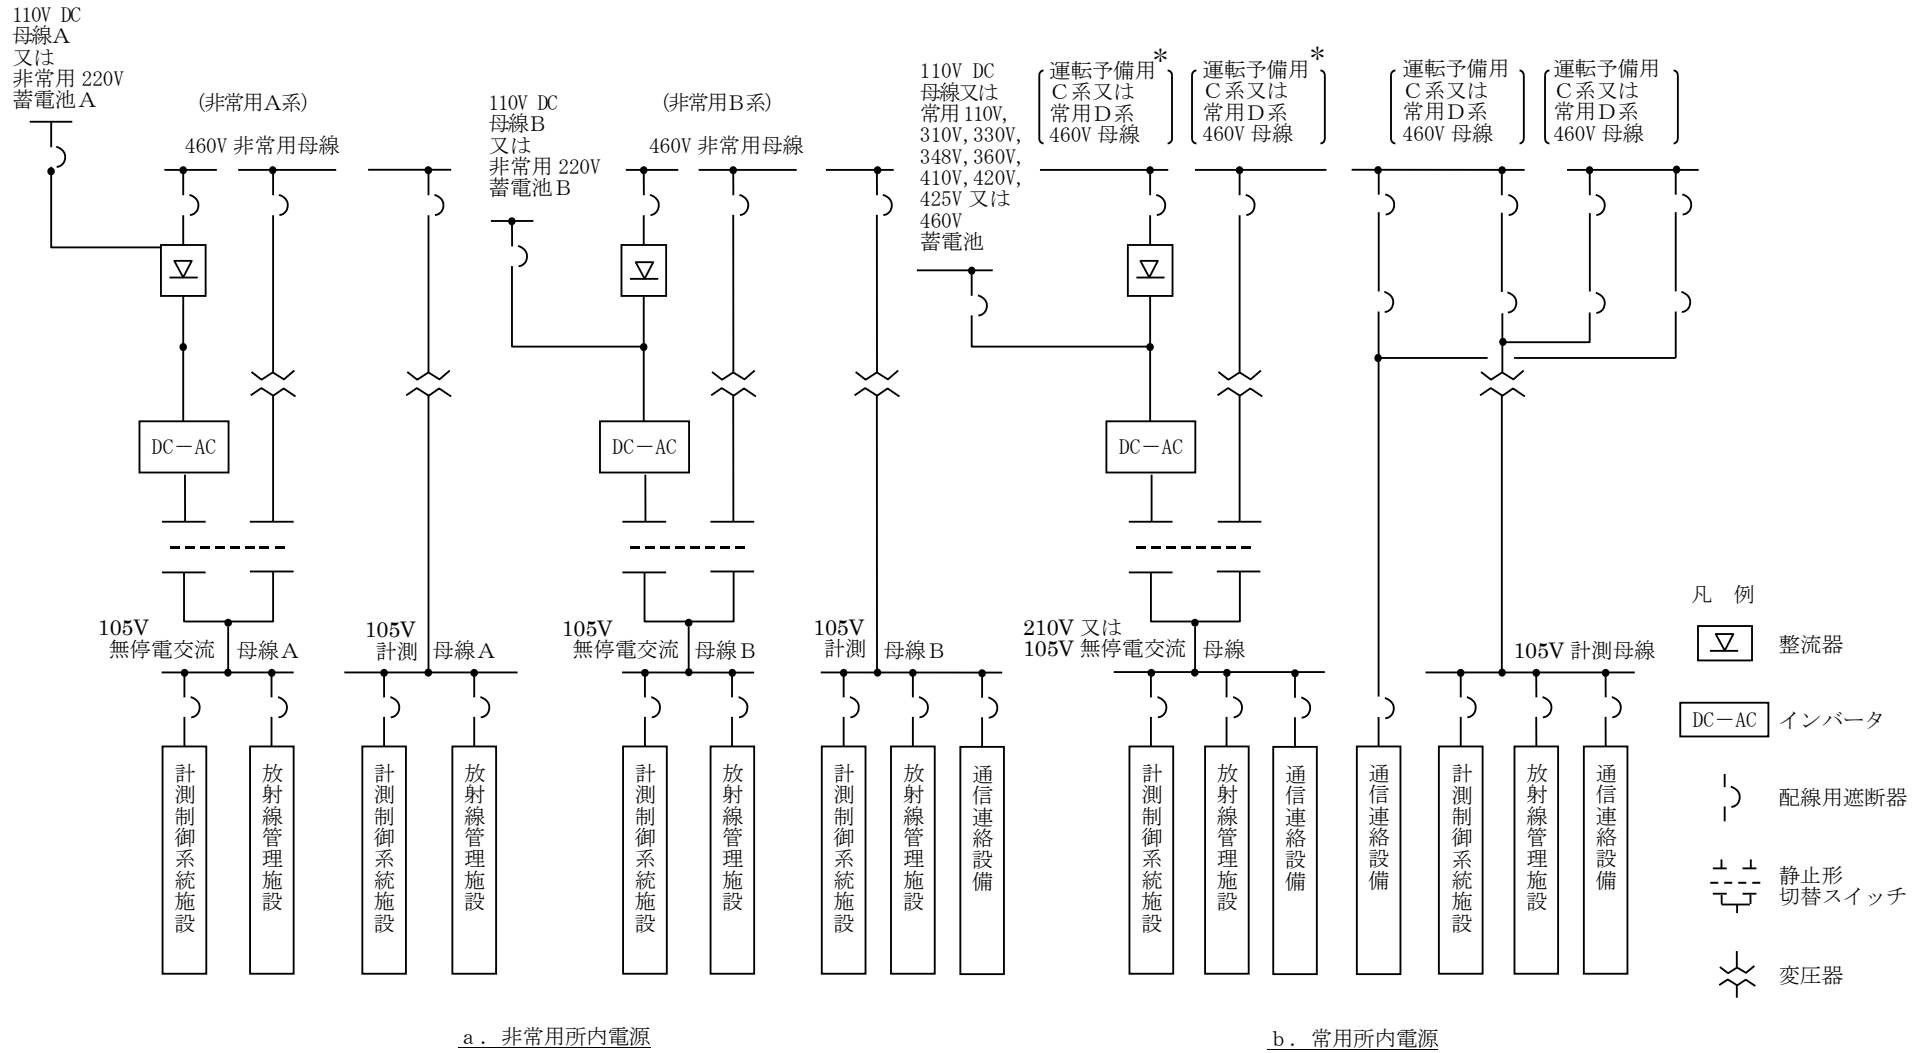 110V DC
母線A
又は
非常用 220V
蓄電池A
(非常用A系)
460V 非常用母線
110V DC
母線B
又は
非常用 220V
蓄電池B
(非常用B系)
460V 非常用母線
110V DC
母線又は
常用 110V,
310V, 330V,
348V, 360V,
410V, 420V,
425V 又は
460V
蓄電池
運転予備用*
C系又は
常用D系
460V 母線
運転予備用*
C系又は
常用D系
460V 母線
運転予備用
C系又は
常用D系
460V 母線
運転予備用
C系又は
常用D系
460V 母線
DC-AC
DC-AC
DC-AC
105V
無停電交流 母線A
105V
計測 母線A
105V
無停電交流 母線B
105V
計測 母線B
210V 又は
105V 無停電交流 母線
105V 計測母線
計測制御系統施設
放射線管理施設
計測制御系統施設
放射線管理施設
計測制御系統施設
放射線管理施設
計測制御系統施設
放射線管理施設
通信連絡設備
計測制御系統施設
放射線管理施設
通信連絡設備
通信連絡設備
計測制御系統施設
放射線管理施設
通信連絡設備
凡 例
整流器
DC-AC インバータ
配線用遮断器
静止形
切替スイッチ
変圧器
a. 非常用所内電源
b. 常用所内電源